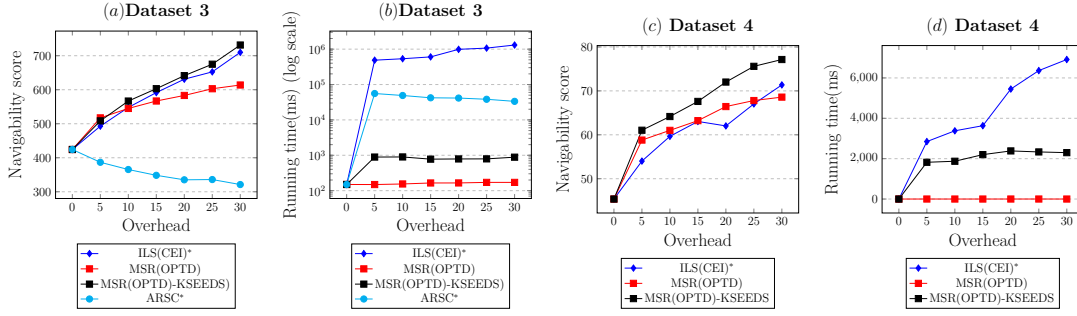 (a)Dataset 3
Navigability score
700
600
500
400
300
0 5 10 15 20 25 30
Overhead
ILS(CEI)*
MSR(OPTD)
MSR(OPTD)-KSEEDS)
ARSC*
(b)Dataset 3
Running time(ms) (log scale)
10^6
10^5
10^4
10^3
10^2
0 5 10 15 20 25 30
Overhead
ILS(CEI)*
MSR(OPTD)
MSR(OPTD)-KSEEDS)
ARSC*
(c) Dataset 4
Navigability score
80
70
60
50
0 5 10 15 20 25 30
Overhead
ILS(CEI)*
MSR(OPTD)
MSR(OPTD)-KSEEDS
(d) Dataset 4
Running time(ms)
6,000
4,000
2,000
0
0 5 10 15 20 25 30
Overhead
ILS(CEI)*
MSR(OPTD)
MSR(OPTD)-KSEEDS